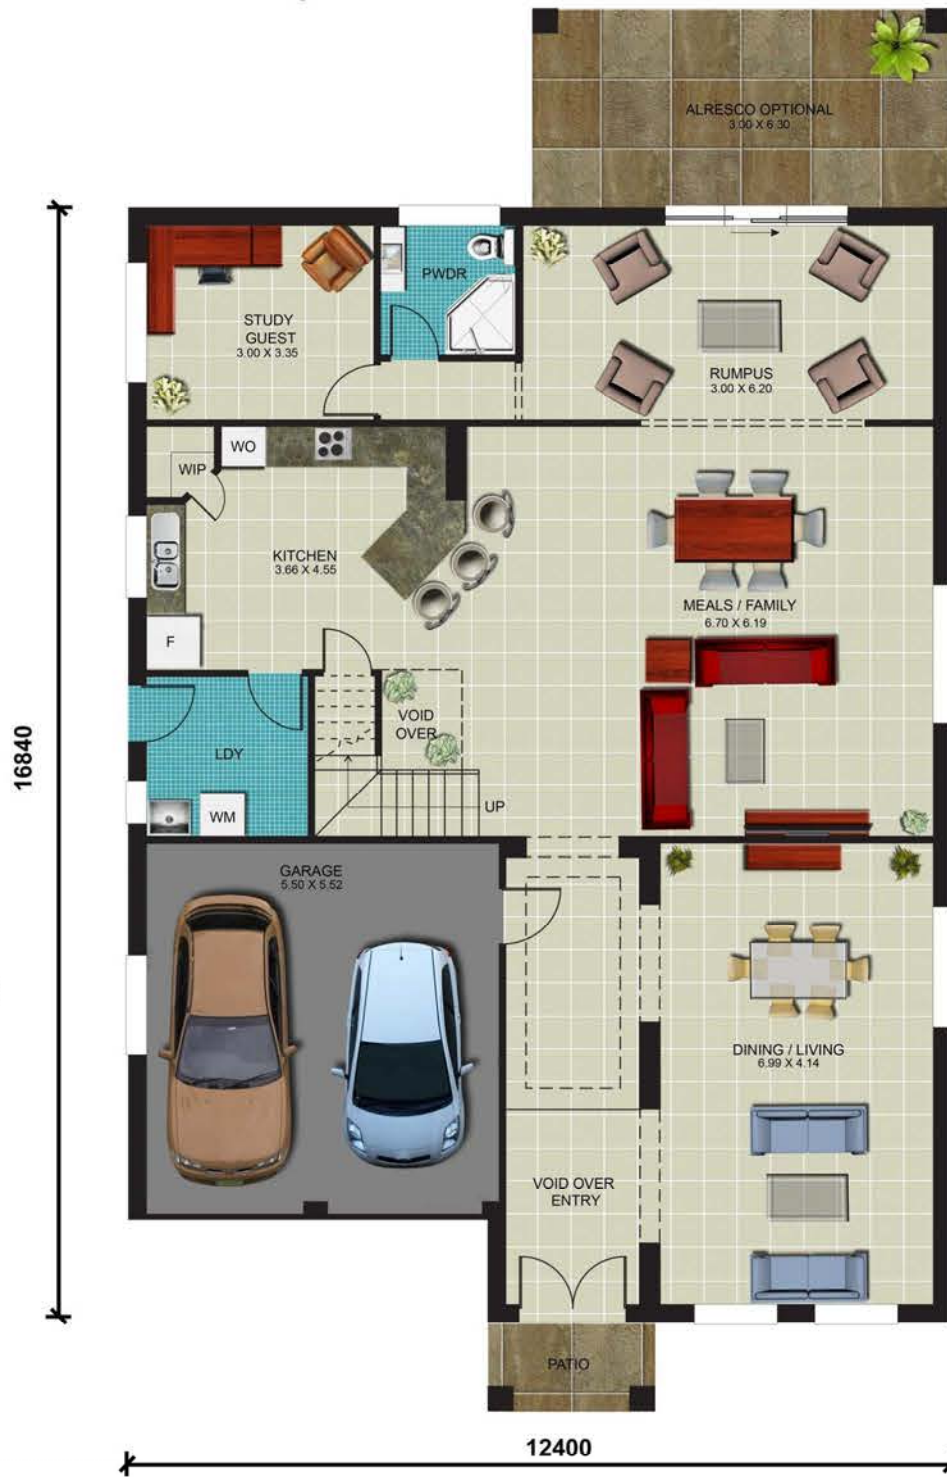 ALRESCO OPTIONAL
3.00 X 6.30
PWDR
STUDY
GUEST
3.00 X 3.35
RUMPUS
3.00 X 6.20
WO
WIP
KITCHEN
3.66 X 4.55
MEALS / FAMILY
6.70 X 6.19
F
VOID
OVER
LDY
WM
UP
16840
GARAGE
5.50 X 5.52
DINING / LIVING
6.99 X 4.14
VOID OVER
ENTRY
PATIO
12400